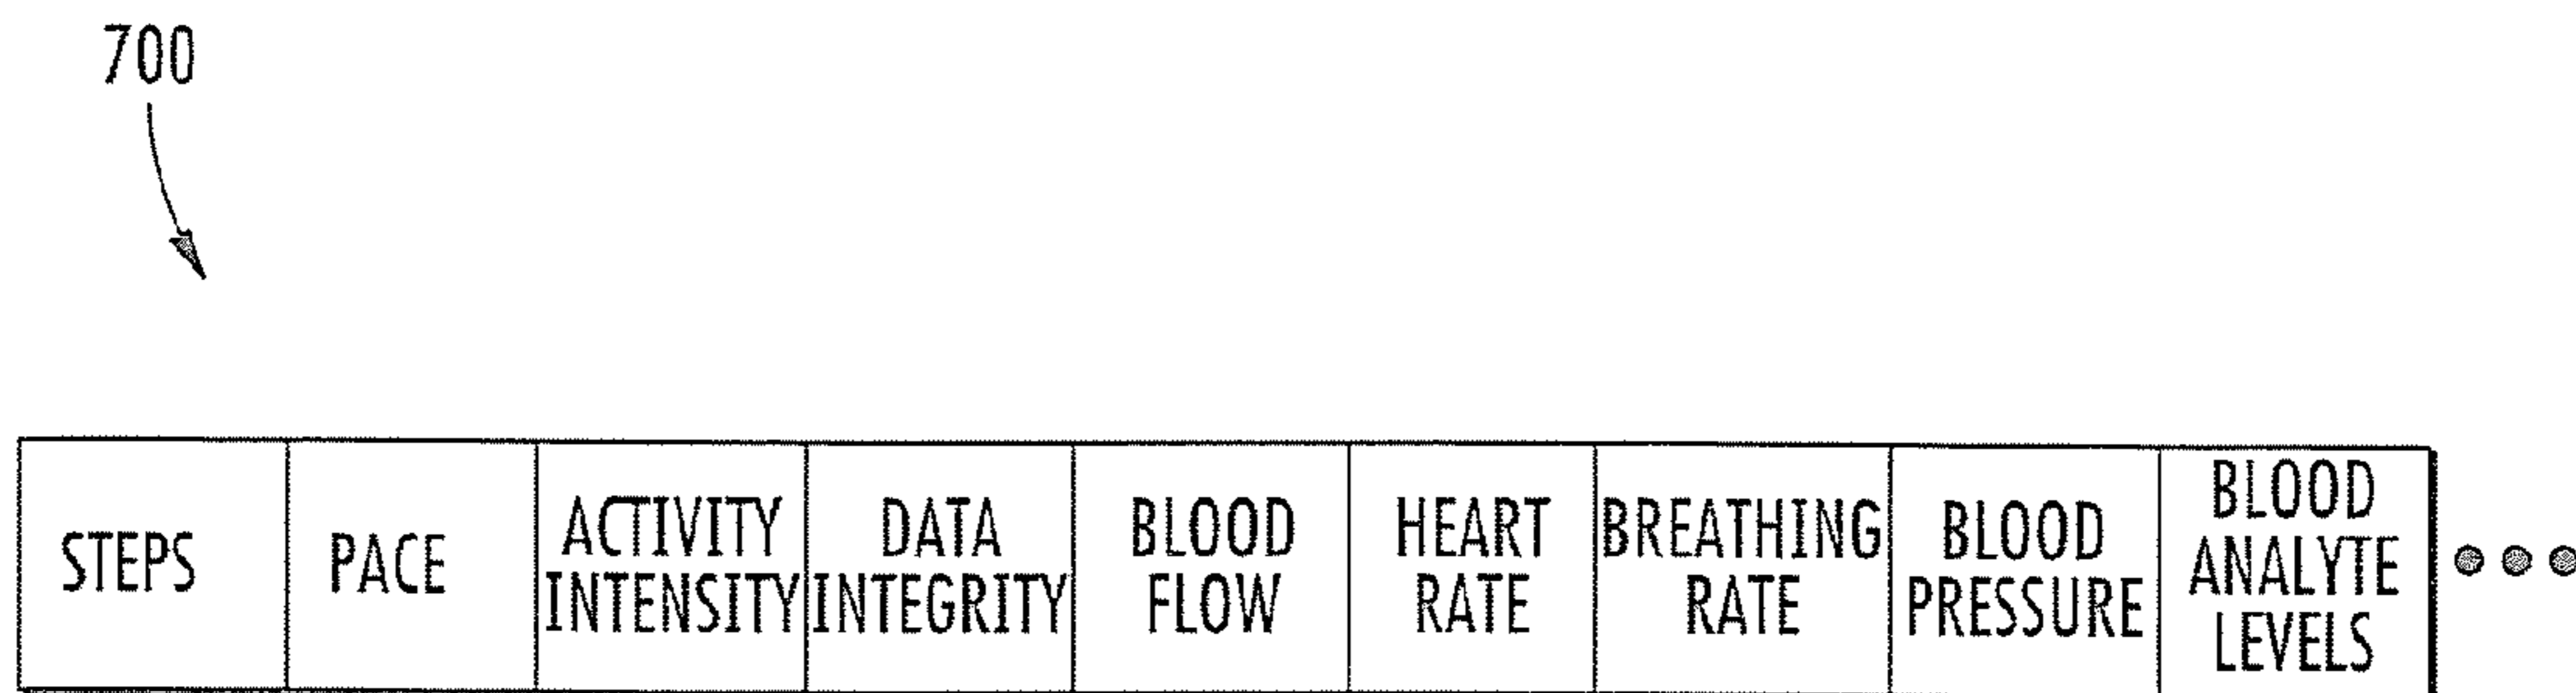 700
STEPS
PACE
ACTIVITY
INTENSITY
DATA
INTEGRITY
BLOOD
FLOW
HEART
RATE
BREATHING
RATE
BLOOD
PRESSURE
BLOOD
ANALYTE
LEVELS